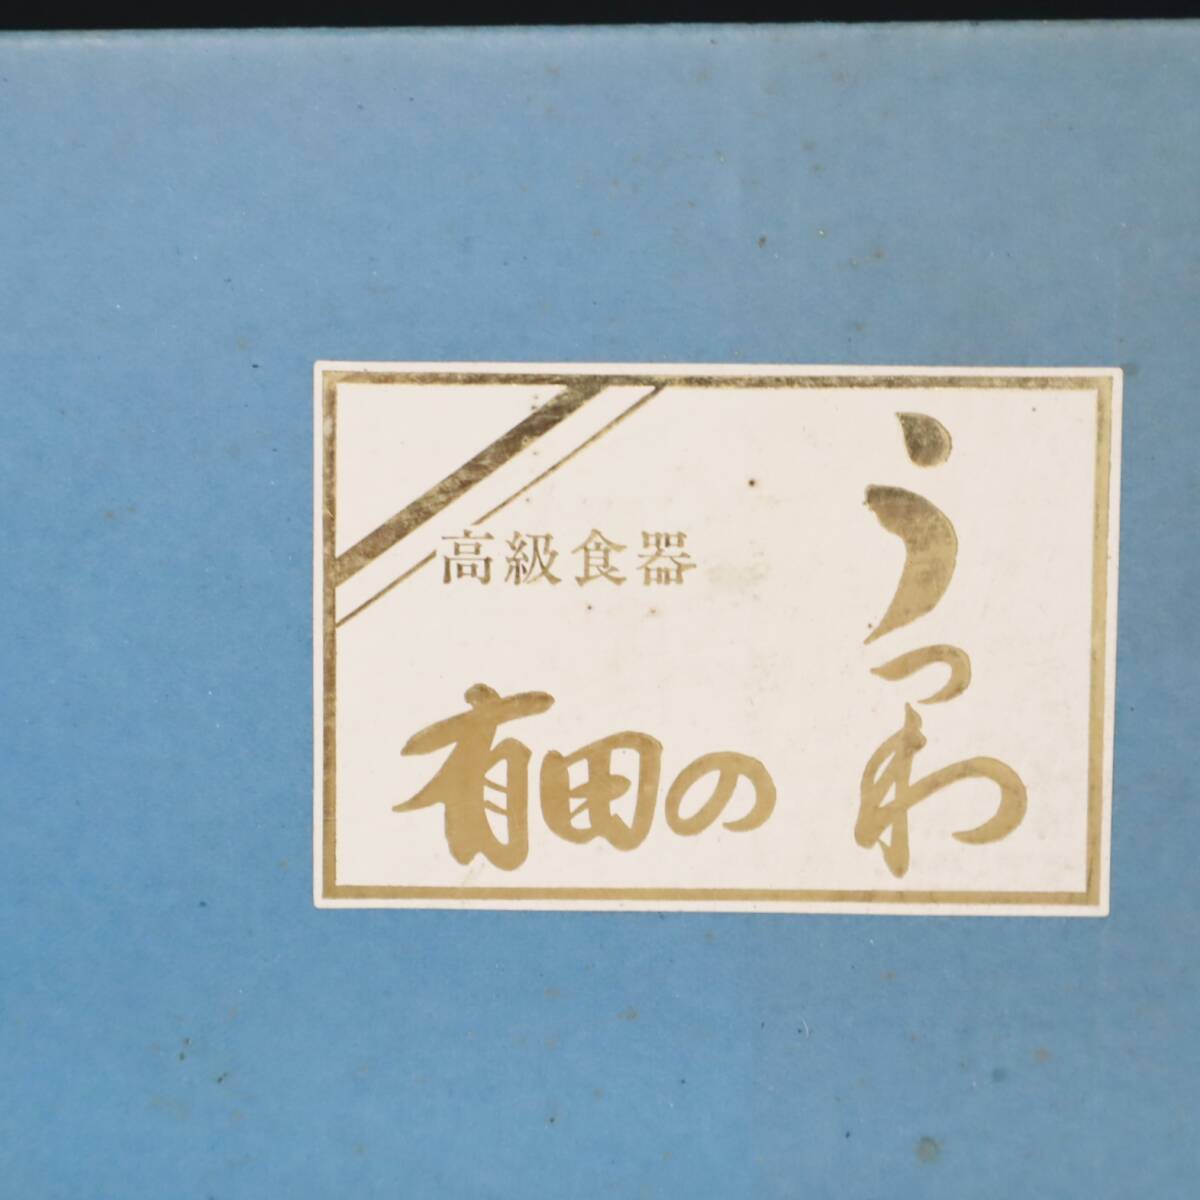 高級食器
有田の
うつわ